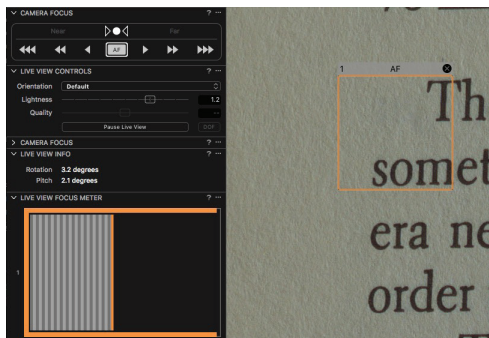 CAMERA FOCUS
? ···
Near
Far
AF
LIVE VIEW CONTROLS
? ···
Orientation Default
Lightness 1.2
Quality --
Pause Live View
DOF
CAMERA FOCUS
? ···
LIVE VIEW INFO
? ···
Rotation 3.2 degrees
Pitch 2.1 degrees
LIVE VIEW FOCUS METER
? ···
1
1 AF
Th
somet
era ne
order